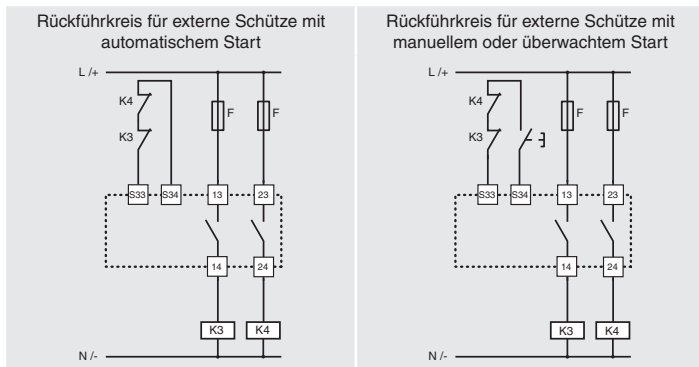 Rückführkreis für externe Schütze mit
automatischem Start
L /+
K4
K3
F
F
S33
S34
13
23
14
24
K3
K4
N /-
Rückführkreis für externe Schütze mit
manuellem oder überwachtem Start
L /+
K4
K3
F
F
S33
S34
13
23
14
24
K3
K4
N /-